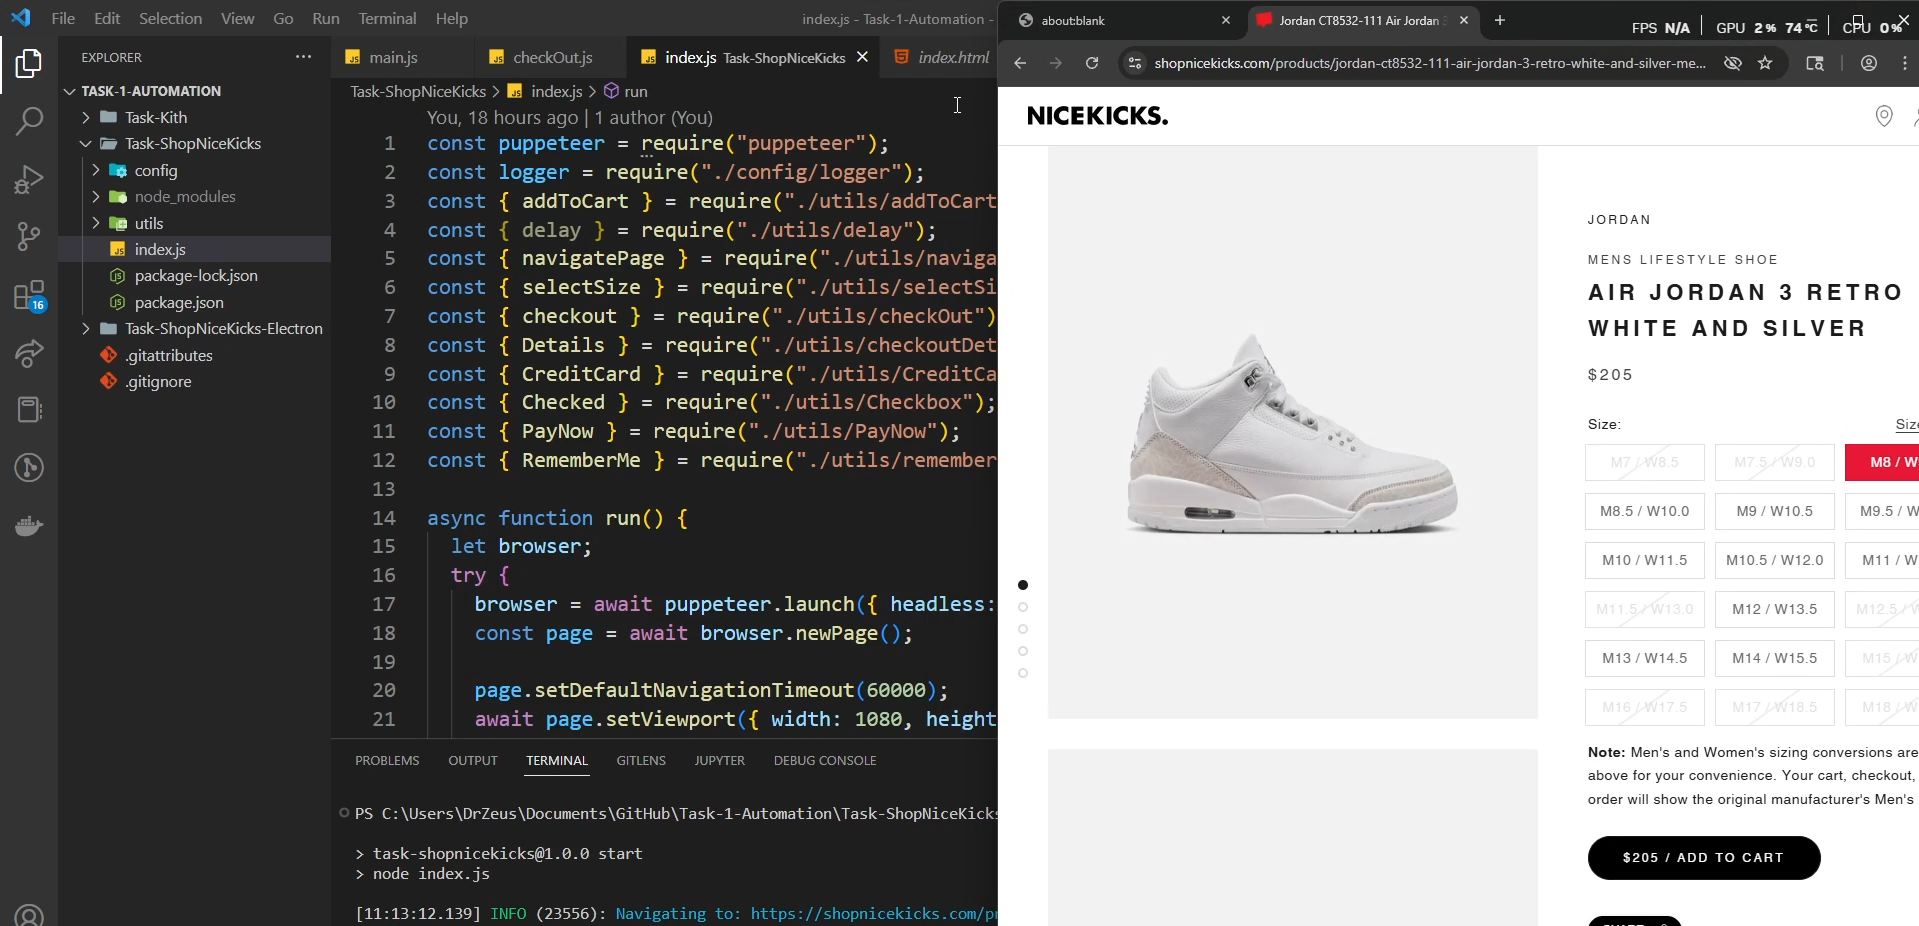 File Edit Selection View Go Run Terminal Help
index.js - Task-1-Automation -
EXPLORER
TASK-1-AUTOMATION
Task-Kith
Task-ShopNiceKicks
config
node_modules
utils
index.js
package-lock.json
package.json
Task-ShopNiceKicks-Electron
.gitattributes
.gitignore
16
main.js
checkOut.js
index.js Task-ShopNiceKicks
index.html
Task-ShopNiceKicks > index.js > run
You, 18 hours ago | 1 author (You)
1 const puppeteer = require("puppeteer");
2 const logger = require("./config/logger");
3 const { addToCart } = require("./utils/addToCart
4 const { delay } = require("./utils/delay");
5 const { navigatePage } = require("./utils/naviga
6 const { selectSize } = require("./utils/selectSi
7 const { checkout } = require("./utils/checkOut")
8 const { Details } = require("./utils/checkoutDet
9 const { CreditCard } = require("./utils/CreditCa
10 const { Checked } = require("./utils/Checkbox");
11 const { PayNow } = require("./utils/PayNow");
12 const { RememberMe } = require("./utils/remember
13
14 async function run() {
15 let browser;
16 try {
17 browser = await puppeteer.launch({ headless:
18 const page = await browser.newPage();
19
20 page.setDefaultNavigationTimeout(60000);
21 await page.setViewport({ width: 1080, height
PROBLEMS OUTPUT TERMINAL GITLENS JUPYTER DEBUG CONSOLE
PS C:\Users\DrZeus\Documents\GitHub\Task-1-Automation\Task-ShopNiceKicks
> task-shopnicekicks@1.0.0 start
> node index.js
[11:13:12.139] INFO (23556): Navigating to: https://shopnicekicks.com/p
about:blank
Jordan CT8532-111 Air Jordan 3
FPS N/A GPU 2% 74°C CPU 0%
shopnicekicks.com/products/jordan-ct8532-111-air-jordan-3-retro-white-and-silver-me...
NICEKICKS.
JORDAN
MENS LIFESTYLE SHOE
AIR JORDAN 3 RETRO
WHITE AND SILVER
$205
Size:
Size
M7 / W8.5 M7.5 / W9.0 M8 / W
M8.5 / W10.0 M9 / W10.5 M9.5 / W
M10 / W11.5 M10.5 / W12.0 M11 / W
M11.5 / W13.0 M12 / W13.5 M12.5 / W
M13 / W14.5 M14 / W15.5 M15 / W
M16 / W17.5 M17 / W18.5 M18 / W
Note: Men's and Women's sizing conversions are
above for your convenience. Your cart, checkout,
order will show the original manufacturer's Men's
$205 / ADD TO CART